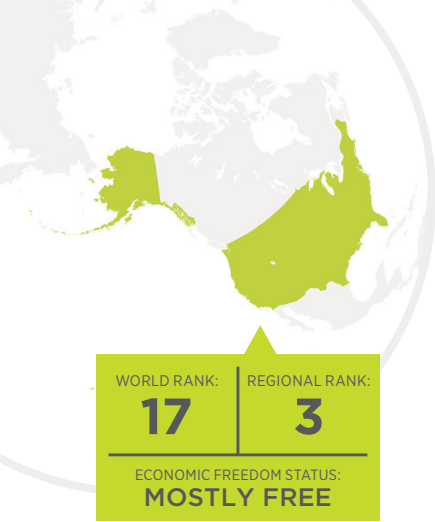 WORLD RANK:
17
REGIONAL RANK:
3
ECONOMIC FREEDOM STATUS:
MOSTLY FREE